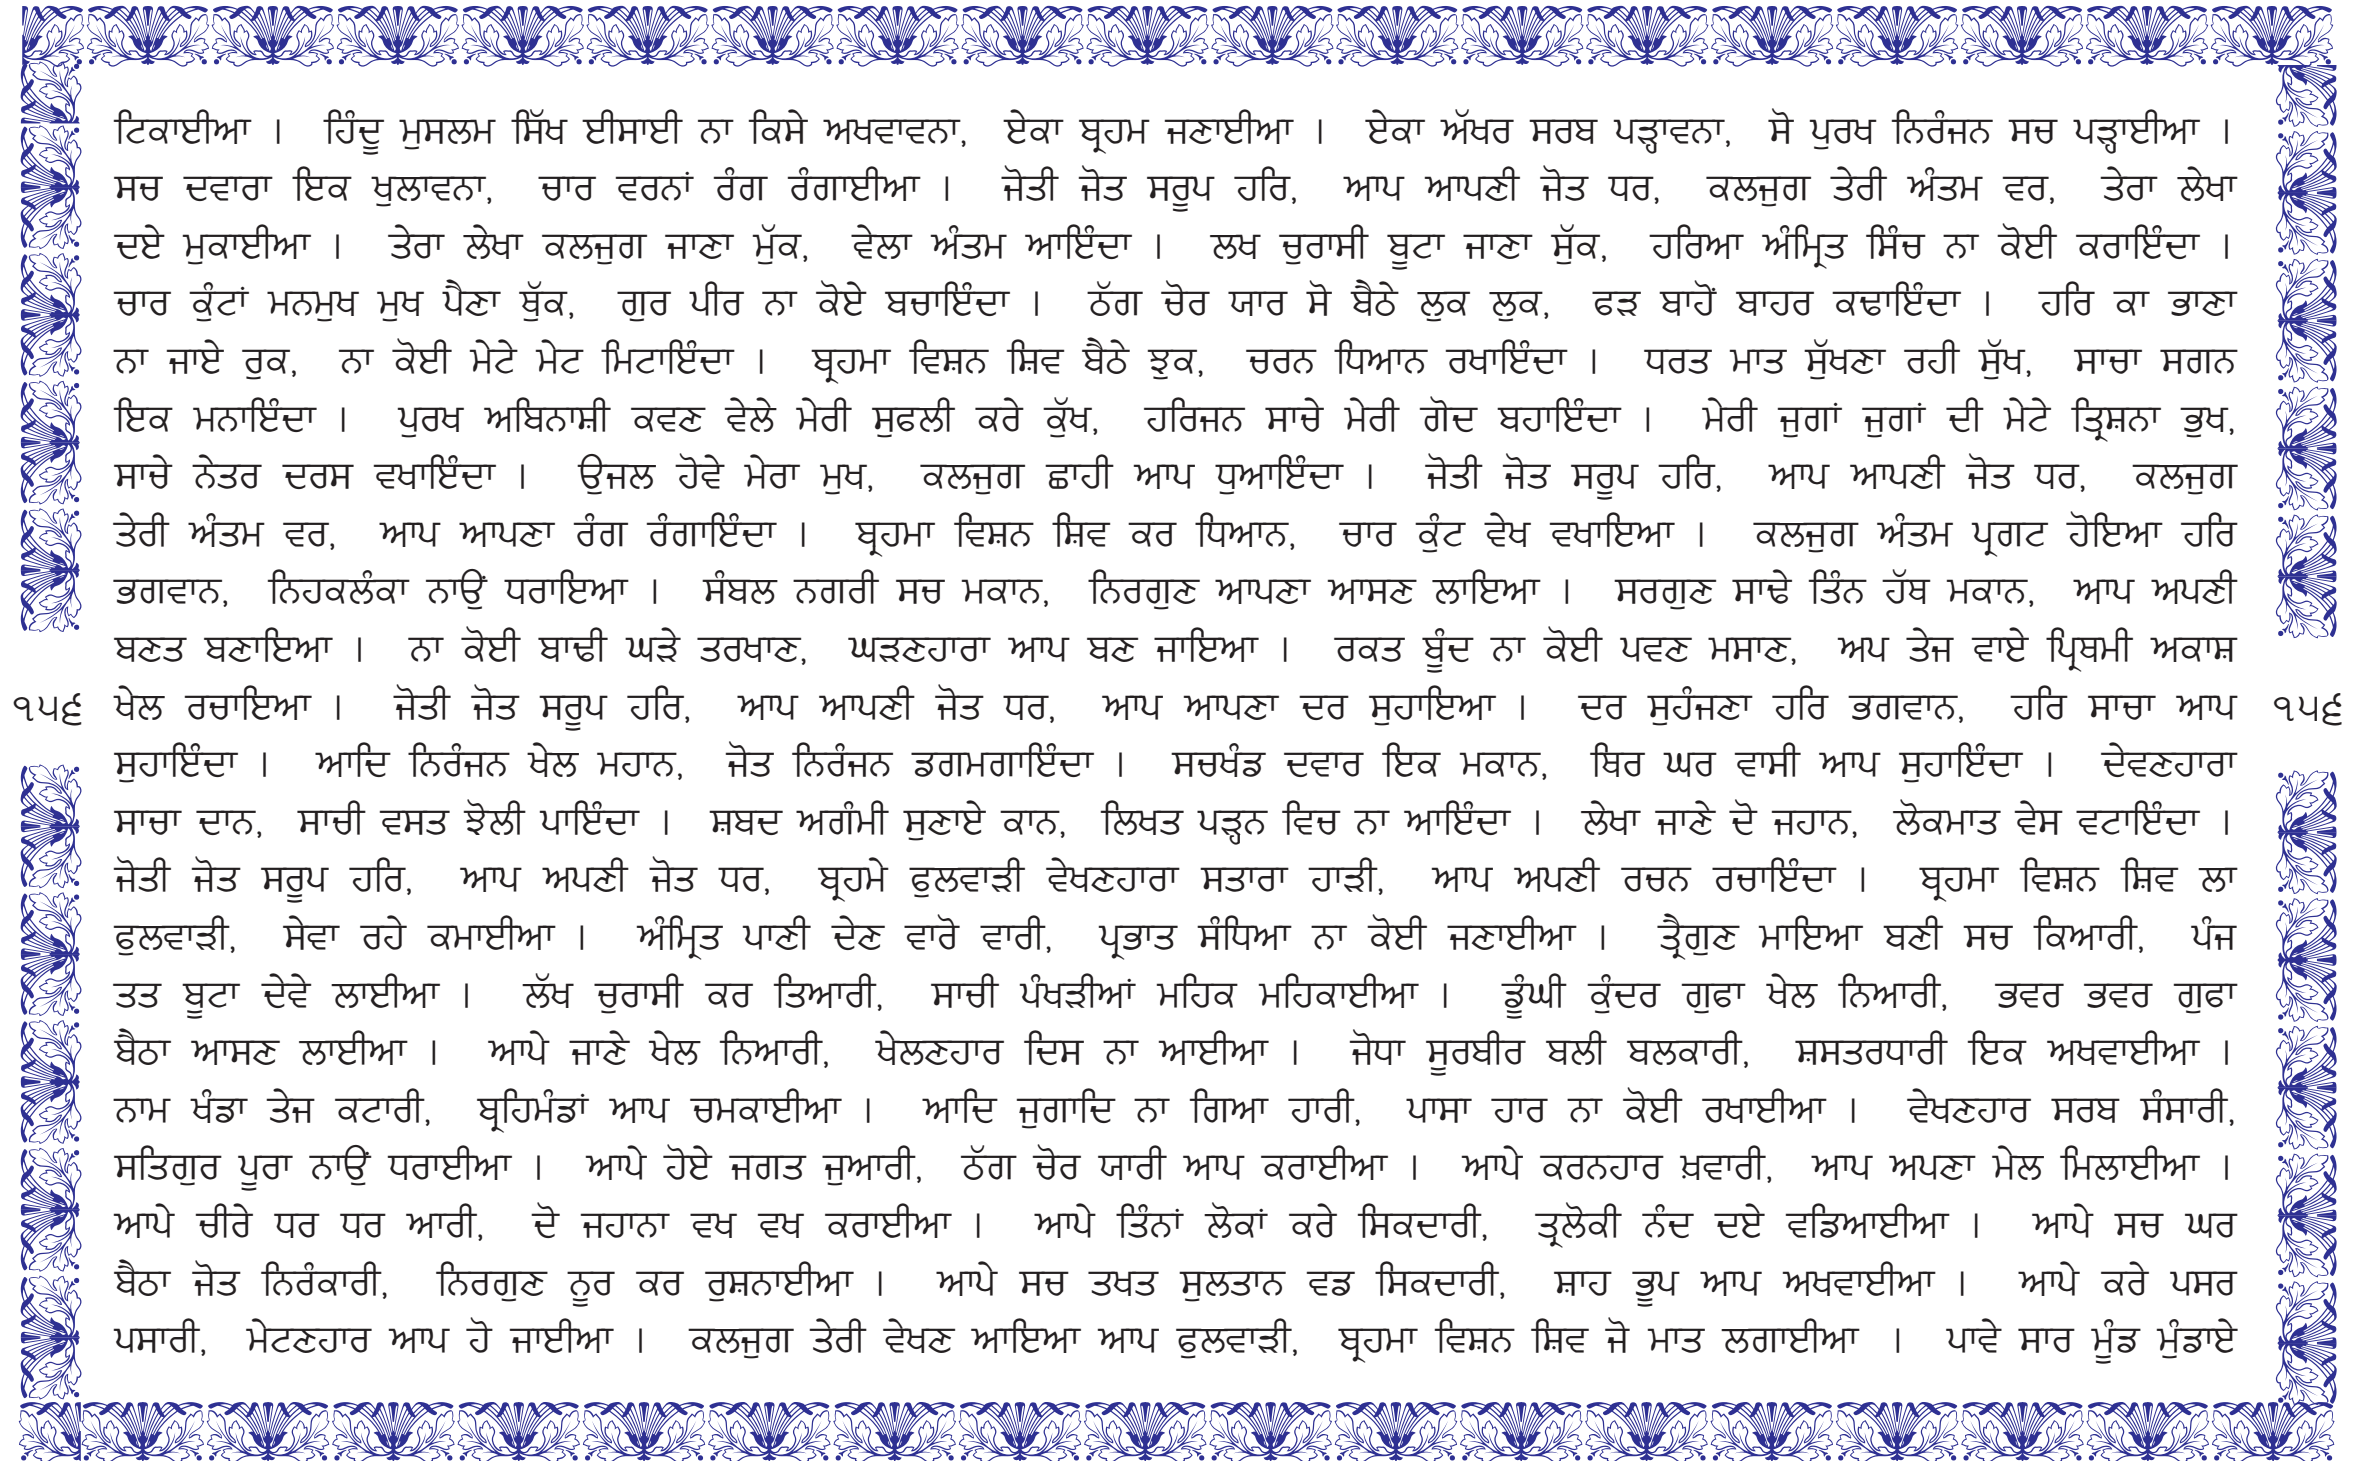 ਟਿਕਾਈਆ । ਹਿੰਦੂ ਮੁਸਲਮ ਸਿੱਖ ਈਸਾਈ ਨਾ ਕਿਸੇ ਅਖਵਾਵਨਾ, ਏਕਾ ਬ੍ਰਹਮ ਜਣਾਈਆ । ਏਕਾ ਅੱਖਰ ਸਰਬ ਪੜ੍ਹਾਵਨਾ, ਸੋ ਪੁਰਖ ਨਿਰੰਜਨ ਸਚ ਪੜ੍ਹਾਈਆ ।
ਸਚ ਦਵਾਰਾ ਇਕ ਖੁਲਾਵਨਾ, ਚਾਰ ਵਰਨਾਂ ਰੰਗ ਰੰਗਾਈਆ । ਜੋਤੀ ਜੋਤ ਸਰੂਪ ਹਰਿ, ਆਪ ਆਪਣੀ ਜੋਤ ਧਰ, ਕਲਜੁਗ ਤੇਰੀ ਅੰਤਮ ਵਰ, ਤੇਰਾ ਲੇਖਾ
ਦਏ ਮੁਕਾਈਆ । ਤੇਰਾ ਲੇਖਾ ਕਲਜੁਗ ਜਾਣਾ ਮੁੱਕ, ਵੇਲਾ ਅੰਤਮ ਆਇੰਦਾ । ਲਖ ਚੁਰਾਸੀ ਬੂਟਾ ਜਾਣਾ ਸੁੱਕ, ਹਰਿਆ ਅੰਮ੍ਰਿਤ ਸਿੰਚ ਨਾ ਕੋਈ ਕਰਾਇੰਦਾ ।
ਚਾਰ ਕੁੰਟਾਂ ਮਨਮੁਖ ਮੁਖ ਪੈਣਾ ਥੁੱਕ, ਗੁਰ ਪੀਰ ਨਾ ਕੋਏ ਬਚਾਇੰਦਾ । ਠੱਗ ਚੋਰ ਯਾਰ ਸੋ ਬੈਠੇ ਲੁਕ ਲੁਕ, ਫੜ ਬਾਹੋਂ ਬਾਹਰ ਕਢਾਇੰਦਾ । ਹਰਿ ਕਾ ਭਾਣਾ
ਨਾ ਜਾਏ ਰੁਕ, ਨਾ ਕੋਈ ਮੇਟੇ ਮੇਟ ਮਿਟਾਇੰਦਾ । ਬ੍ਰਹਮਾ ਵਿਸ਼ਨ ਸ਼ਿਵ ਬੈਠੇ ਝੁਕ, ਚਰਨ ਧਿਆਨ ਰਖਾਇੰਦਾ । ਧਰਤ ਮਾਤ ਸੁੱਖਣਾ ਰਹੀ ਸੁੱਖ, ਸਾਚਾ ਸਗਨ
ਇਕ ਮਨਾਇੰਦਾ । ਪੁਰਖ ਅਬਿਨਾਸ਼ੀ ਕਵਣ ਵੇਲੇ ਮੇਰੀ ਸੁਫਲੀ ਕਰੇ ਕੁੱਖ, ਹਰਿਜਨ ਸਾਚੇ ਮੇਰੀ ਗੋਦ ਬਹਾਇੰਦਾ । ਮੇਰੀ ਜੁਗਾਂ ਜੁਗਾਂ ਦੀ ਮੇਟੇ ਤ੍ਰਿਸ਼ਨਾ ਭੁਖ,
ਸਾਚੇ ਨੇਤਰ ਦਰਸ ਵਖਾਇੰਦਾ । ਉਜਲ ਹੋਵੇ ਮੇਰਾ ਮੁਖ, ਕਲਜੁਗ ਛਾਹੀ ਆਪ ਧੁਆਇੰਦਾ । ਜੋਤੀ ਜੋਤ ਸਰੂਪ ਹਰਿ, ਆਪ ਆਪਣੀ ਜੋਤ ਧਰ, ਕਲਜੁਗ
ਤੇਰੀ ਅੰਤਮ ਵਰ, ਆਪ ਆਪਣਾ ਰੰਗ ਰੰਗਾਇੰਦਾ । ਬ੍ਰਹਮਾ ਵਿਸ਼ਨ ਸ਼ਿਵ ਕਰ ਧਿਆਨ, ਚਾਰ ਕੁੰਟ ਵੇਖ ਵਖਾਇਆ । ਕਲਜੁਗ ਅੰਤਮ ਪ੍ਰਗਟ ਹੋਇਆ ਹਰਿ
ਭਗਵਾਨ, ਨਿਹਕਲੰਕਾ ਨਾਉਂ ਧਰਾਇਆ । ਸੰਬਲ ਨਗਰੀ ਸਚ ਮਕਾਨ, ਨਿਰਗੁਣ ਆਪਣਾ ਆਸਣ ਲਾਇਆ । ਸਰਗੁਣ ਸਾਢੇ ਤਿੰਨ ਹੱਥ ਮਕਾਨ, ਆਪ ਅਪਣੀ
ਬਣਤ ਬਣਾਇਆ । ਨਾ ਕੋਈ ਬਾਢੀ ਘੜੇ ਤਰਖਾਣ, ਘੜਣਹਾਰਾ ਆਪ ਬਣ ਜਾਇਆ । ਰਕਤ ਬੂੰਦ ਨਾ ਕੋਈ ਪਵਣ ਮਸਾਣ, ਅਪ ਤੇਜ ਵਾਏ ਪ੍ਰਿਥਮੀ ਅਕਾਸ਼
੧੫੬ ਖੇਲ ਰਚਾਇਆ । ਜੋਤੀ ਜੋਤ ਸਰੂਪ ਹਰਿ, ਆਪ ਆਪਣੀ ਜੋਤ ਧਰ, ਆਪ ਆਪਣਾ ਦਰ ਸੁਹਾਇਆ । ਦਰ ਸੁਹੰਜਣਾ ਹਰਿ ਭਗਵਾਨ, ਹਰਿ ਸਾਚਾ ਆਪ ੧੫੬
ਸੁਹਾਇੰਦਾ । ਆਦਿ ਨਿਰੰਜਨ ਖੇਲ ਮਹਾਨ, ਜੋਤ ਨਿਰੰਜਨ ਡਗਮਗਾਇੰਦਾ । ਸਚਖੰਡ ਦਵਾਰ ਇਕ ਮਕਾਨ, ਥਿਰ ਘਰ ਵਾਸੀ ਆਪ ਸੁਹਾਇੰਦਾ । ਦੇਵਣਹਾਰਾ
ਸਾਚਾ ਦਾਨ, ਸਾਚੀ ਵਸਤ ਝੋਲੀ ਪਾਇੰਦਾ । ਸ਼ਬਦ ਅਗੰਮੀ ਸੁਣਾਏ ਕਾਨ, ਲਿਖਤ ਪੜ੍ਹਨ ਵਿਚ ਨਾ ਆਇੰਦਾ । ਲੇਖਾ ਜਾਣੇ ਦੋ ਜਹਾਨ, ਲੋਕਮਾਤ ਵੇਸ ਵਟਾਇੰਦਾ ।
ਜੋਤੀ ਜੋਤ ਸਰੂਪ ਹਰਿ, ਆਪ ਅਪਣੀ ਜੋਤ ਧਰ, ਬ੍ਰਹਮੇ ਫੁਲਵਾੜੀ ਵੇਖਣਹਾਰਾ ਸਤਾਰਾ ਹਾੜੀ, ਆਪ ਅਪਣੀ ਰਚਨ ਰਚਾਇੰਦਾ । ਬ੍ਰਹਮਾ ਵਿਸ਼ਨ ਸ਼ਿਵ ਲਾ
ਫੁਲਵਾੜੀ, ਸੇਵਾ ਰਹੇ ਕਮਾਈਆ । ਅੰਮ੍ਰਿਤ ਪਾਣੀ ਦੇਣ ਵਾਰੋ ਵਾਰੀ, ਪ੍ਰਭਾਤ ਸੰਧਿਆ ਨਾ ਕੋਈ ਜਣਾਈਆ । ਤ੍ਰੈਗੁਣ ਮਾਇਆ ਬਣੀ ਸਚ ਕਿਆਰੀ, ਪੰਜ
ਤਤ ਬੂਟਾ ਦੇਵੇ ਲਾਈਆ । ਲੱਖ ਚੁਰਾਸੀ ਕਰ ਤਿਆਰੀ, ਸਾਚੀ ਪੰਖੜੀਆਂ ਮਹਿਕ ਮਹਿਕਾਈਆ । ਡੂੰਘੀ ਕੁੰਦਰ ਗੁਫਾ ਖੇਲ ਨਿਆਰੀ, ਭਵਰ ਭਵਰ ਗੁਫਾ
ਬੈਠਾ ਆਸਣ ਲਾਈਆ । ਆਪੇ ਜਾਣੇ ਖੇਲ ਨਿਆਰੀ, ਖੇਲਣਹਾਰ ਦਿਸ ਨਾ ਆਈਆ । ਜੋਧਾ ਸੂਰਬੀਰ ਬਲੀ ਬਲਕਾਰੀ, ਸ਼ਸਤਰਧਾਰੀ ਇਕ ਅਖਵਾਈਆ ।
ਨਾਮ ਖੰਡਾ ਤੇਜ ਕਟਾਰੀ, ਬ੍ਰਹਿਮੰਡਾਂ ਆਪ ਚਮਕਾਈਆ । ਆਦਿ ਜੁਗਾਦਿ ਨਾ ਗਿਆ ਹਾਰੀ, ਪਾਸਾ ਹਾਰ ਨਾ ਕੋਈ ਰਖਾਈਆ । ਵੇਖਣਹਾਰ ਸਰਬ ਸੰਸਾਰੀ,
ਸਤਿਗੁਰ ਪੂਰਾ ਨਾਉਂ ਧਰਾਈਆ । ਆਪੇ ਹੋਏ ਜਗਤ ਜੁਆਰੀ, ਠੱਗ ਚੋਰ ਯਾਰੀ ਆਪ ਕਰਾਈਆ । ਆਪੇ ਕਰਨਹਾਰ ਖ਼ਵਾਰੀ, ਆਪ ਅਪਣਾ ਮੇਲ ਮਿਲਾਈਆ ।
ਆਪੇ ਚੀਰੇ ਧਰ ਧਰ ਆਰੀ, ਦੋ ਜਹਾਨਾ ਵਖ ਵਖ ਕਰਾਈਆ । ਆਪੇ ਤਿੰਨਾਂ ਲੋਕਾਂ ਕਰੇ ਸਿਕਦਾਰੀ, ਤ੍ਰਲੋਕੀ ਨੰਦ ਦਏ ਵਡਿਆਈਆ । ਆਪੇ ਸਚ ਘਰ
ਬੈਠਾ ਜੋਤ ਨਿਰੰਕਾਰੀ, ਨਿਰਗੁਣ ਨੂਰ ਕਰ ਰੁਸ਼ਨਾਈਆ । ਆਪੇ ਸਚ ਤਖਤ ਸੁਲਤਾਨ ਵਡ ਸਿਕਦਾਰੀ, ਸ਼ਾਹ ਭੂਪ ਆਪ ਅਖਵਾਈਆ । ਆਪੇ ਕਰੇ ਪਸਰ
ਪਸਾਰੀ, ਮੇਟਣਹਾਰ ਆਪ ਹੋ ਜਾਈਆ । ਕਲਜੁਗ ਤੇਰੀ ਵੇਖਣ ਆਇਆ ਆਪ ਫੁਲਵਾੜੀ, ਬ੍ਰਹਮਾ ਵਿਸ਼ਨ ਸ਼ਿਵ ਜੋ ਮਾਤ ਲਗਾਈਆ । ਪਾਵੇ ਸਾਰ ਮੂੰਡ ਮੁੰਡਾਏ